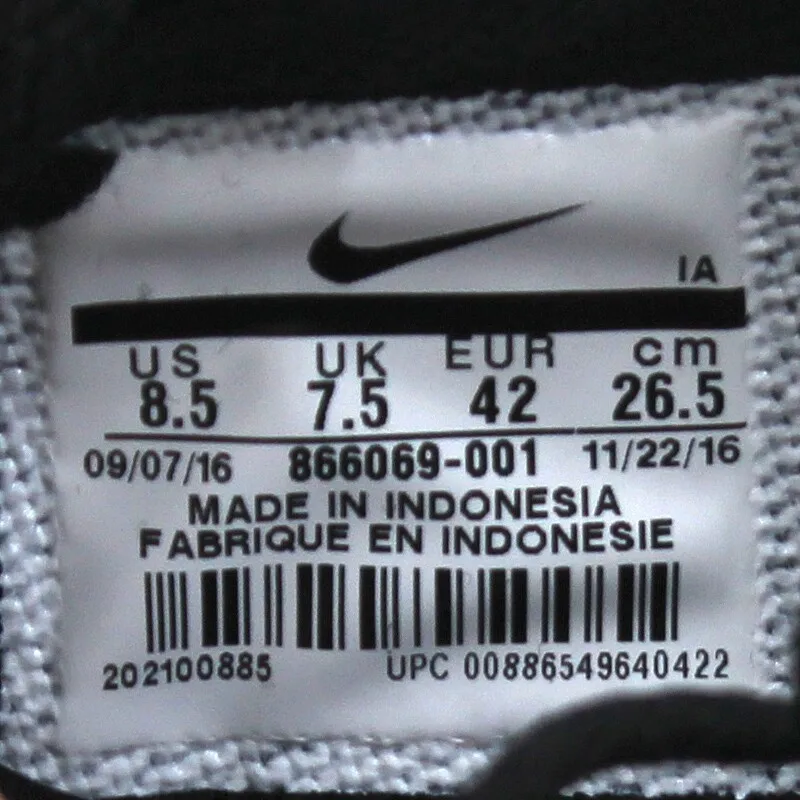 IA
US UK EUR cm
8.5 7.5 42 26.5
09/07/16 866069-001 11/22/16
MADE IN INDONESIA
FABRIQUE EN INDONESIE
202100885 UPC 00886549640422